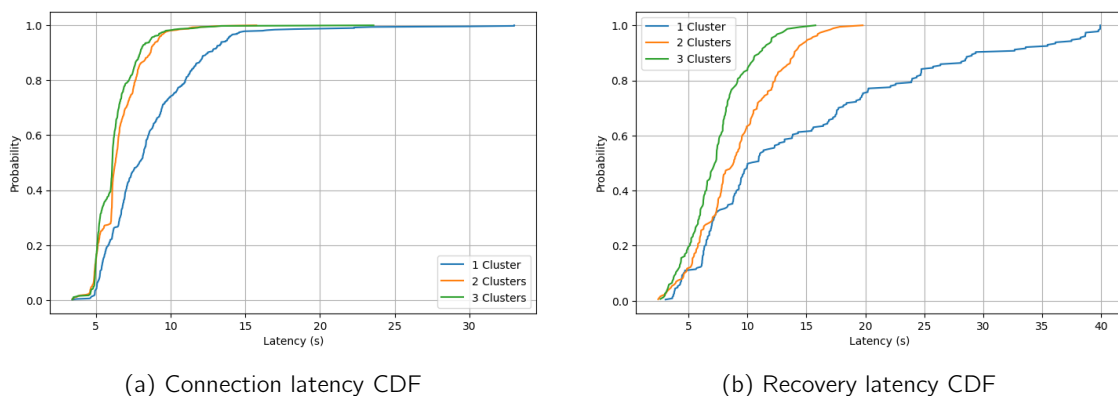 1.0
0.8
0.6
0.4
0.2
0.0
Probability
5 10 15 20 25 30
Latency (s)
1 Cluster
2 Clusters
3 Clusters
(a) Connection latency CDF
1.0
0.8
0.6
0.4
0.2
0.0
Probability
1 Cluster
2 Clusters
3 Clusters
5 10 15 20 25 30 35 40
Latency (s)
(b) Recovery latency CDF